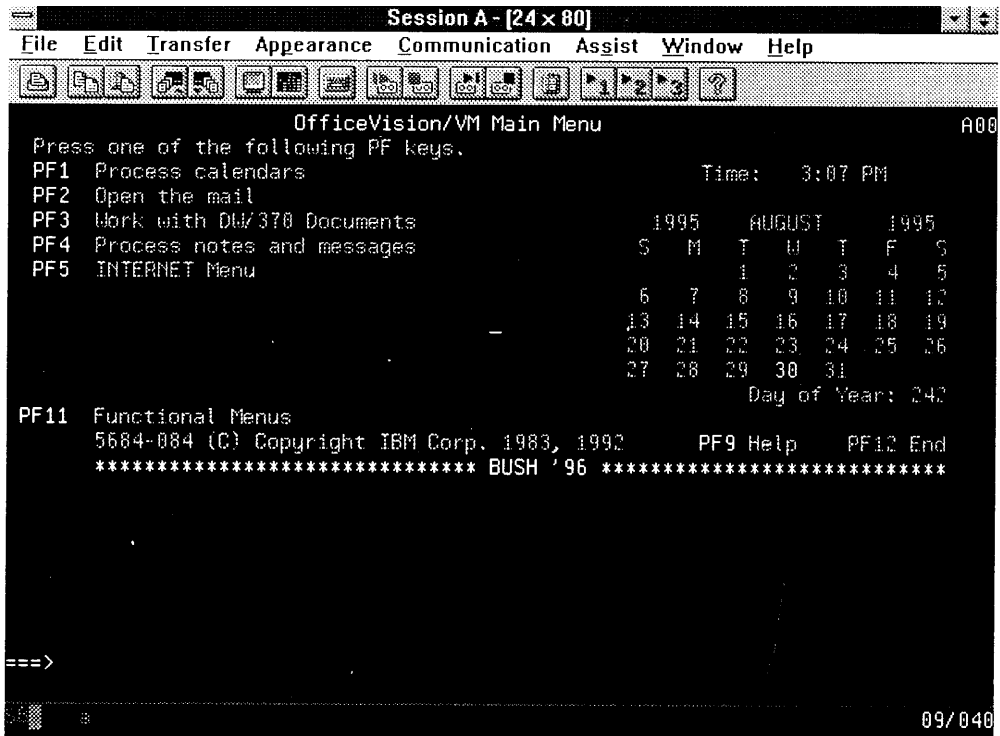 Session A - [24 x 80]
File Edit Transfer Appearance Communication Assist Window Help
1 2 3 ?
OfficeVision/VM Main Menu A00
Press one of the following PF keys.
PF1 Process calendars Time: 3:07 PM
PF2 Open the mail
PF3 Work with DW/370 Documents 1995 AUGUST 1995
PF4 Process notes and messages S M T W T F S
PF5 INTERNET Menu 1 2 3 4 5
6 7 8 9 10 11 12
13 14 15 16 17 18 19
20 21 22 23 24 25 26
27 28 29 30 31
Day of Year: 242
PF11 Functional Menus
5684-084 (C) Copyright IBM Corp. 1983, 1992 PF9 Help PF12 End
******************************* BUSH '96 ****************************
===>
a 09/040